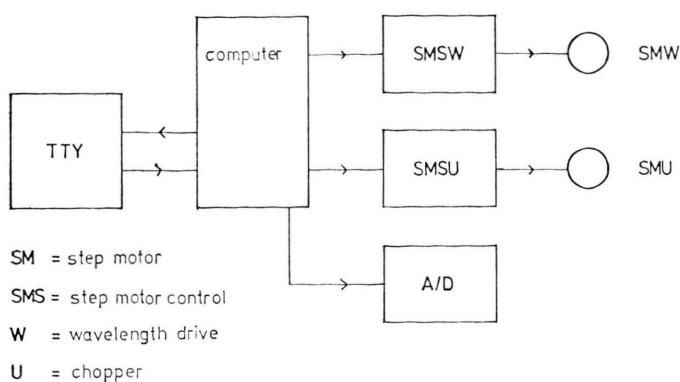 computer
SMSW
SMW
TTY
SMSU
SMU
A/D
SM = step motor
SMS = step motor control
W = wavelength drive
U = chopper